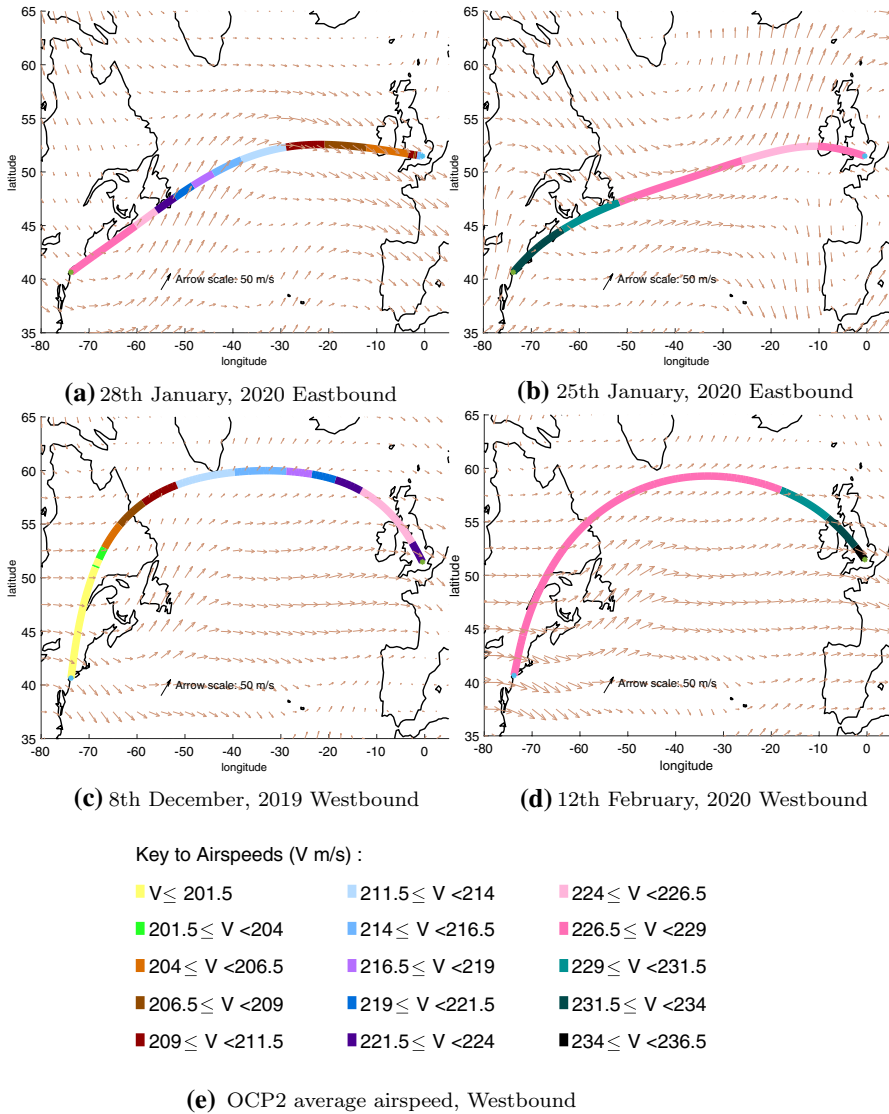 65
60
55
50
45
40
35
latitude
-80 -70 -60 -50 -40 -30 -20 -10 0
longitude
Arrow scale: 50 m/s
(a) 28th January, 2020 Eastbound
65
60
55
50
45
40
35
latitude
-80 -70 -60 -50 -40 -30 -20 -10 0
longitude
Arrow scale: 50 m/s
(b) 25th January, 2020 Eastbound
65
60
55
50
45
40
35
latitude
-80 -70 -60 -50 -40 -30 -20 -10 0
longitude
Arrow scale: 50 m/s
(c) 8th December, 2019 Westbound
65
60
55
50
45
40
35
latitude
-80 -70 -60 -50 -40 -30 -20 -10 0
longitude
Arrow scale: 50 m/s
(d) 12th February, 2020 Westbound
Key to Airspeeds (V m/s) :
V≤ 201.5
201.5≤ V <204
204≤ V <206.5
206.5≤ V <209
209≤ V <211.5
211.5≤ V <214
214≤ V <216.5
216.5≤ V <219
219≤ V <221.5
221.5≤ V <224
224≤ V <226.5
226.5≤ V <229
229≤ V <231.5
231.5≤ V <234
234≤ V <236.5
(e) OCP2 average airspeed, Westbound